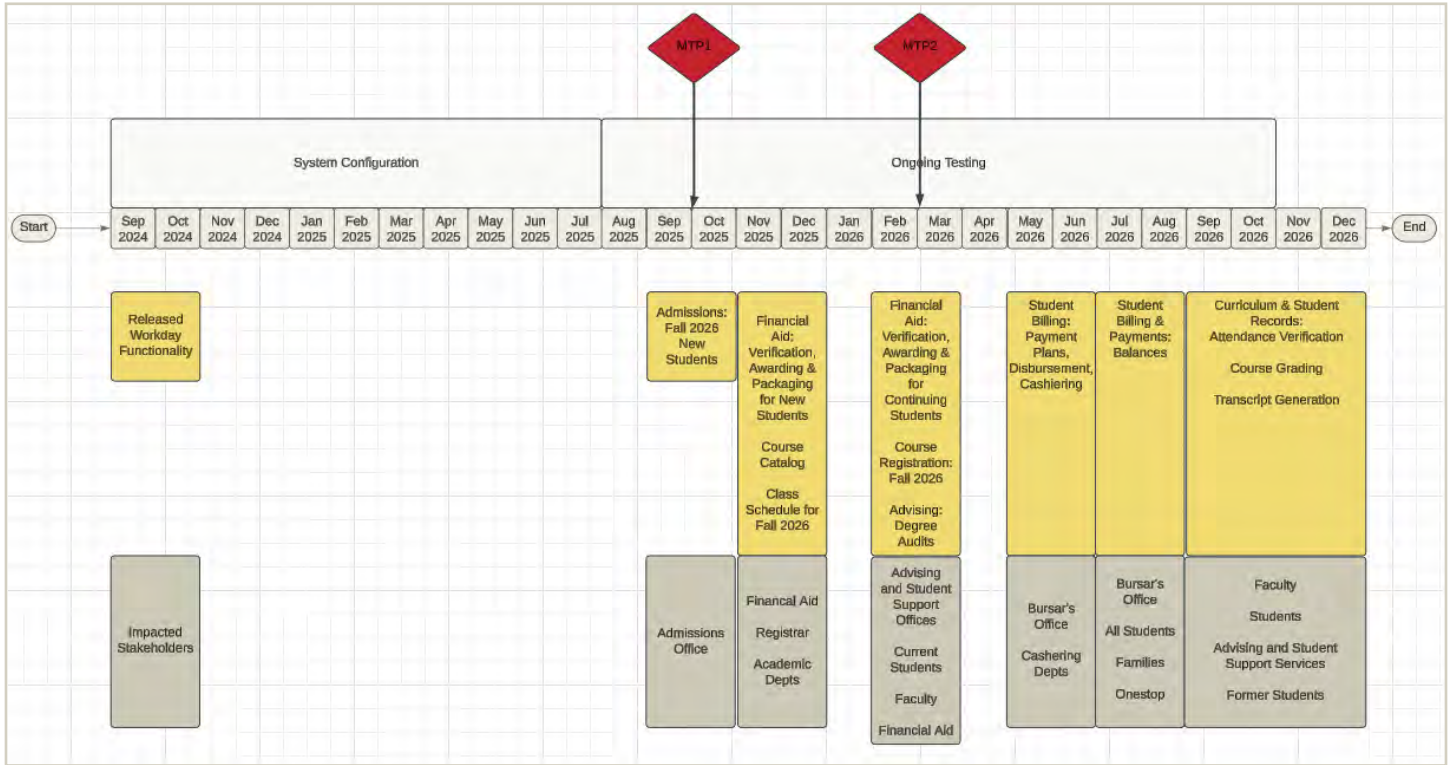 MTP1
MTP2
System Configuration
Ongoing Testing
Start
Sep
2024
Oct
2024
Nov
2024
Dec
2024
Jan
2025
Feb
2025
Mar
2025
Apr
2025
May
2025
Jun
2025
Jul
2025
Aug
2025
Sep
2025
Oct
2025
Nov
2025
Dec
2025
Jan
2026
Feb
2026
Mar
2026
Apr
2026
May
2026
Jun
2026
Jul
2026
Aug
2026
Sep
2026
Oct
2026
Nov
2026
Dec
2026
End
Released
Workday
Functionality
Admissions:
Fall 2026
New
Students
Financial
Aid:
Verification,
Awarding &
Packaging
for New
Students
Course
Catalog
Class
Schedule for
Fall 2026
Financial
Aid:
Verification,
Awarding &
Packaging
for
Continuing
Students
Course
Registration:
Fall 2026
Advising:
Degree
Audits
Student
Billing:
Payment
Plans,
Disbursement,
Cashiering
Student
Billing &
Payments:
Balances
Curriculum & Student
Records:
Attendance Verification
Course Grading
Transcript Generation
Impacted
Stakeholders
Admissions
Office
Financal Aid
Registrar
Academic
Depts
Advising
and Student
Support
Offices
Current
Students
Faculty
Financial Aid
Bursar's
Office
Cashering
Depts
Bursar's
Office
All Students
Families
Onestop
Faculty
Students
Advising and Student
Support Services
Former Students